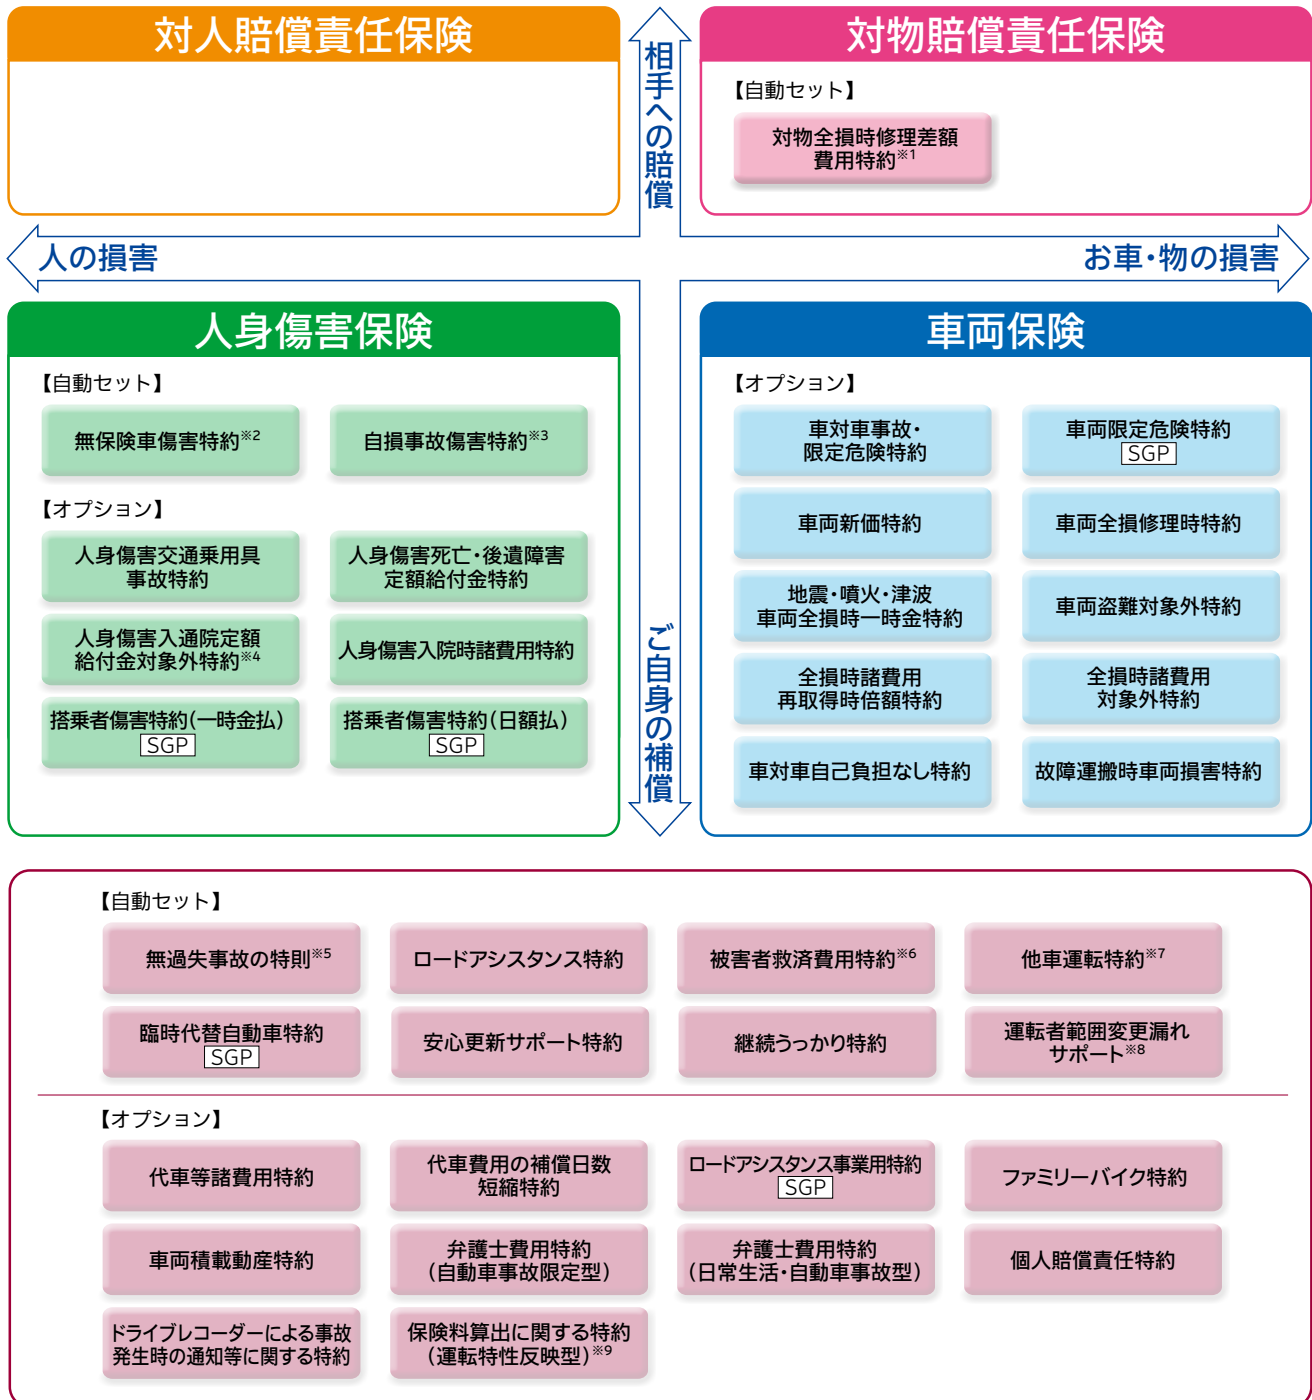 対人賠償責任保険
相手への賠償
対物賠償責任保険
【自動セット】
対物全損時修理差額
費用特約※1
人の損害
お車・物の損害
人身傷害保険
【自動セット】
無保険車傷害特約※2
自損事故傷害特約※3
【オプション】
人身傷害交通乗用具
事故特約
人身傷害死亡・後遺障害
定額給付金特約
人身傷害入通院定額
給付金対象外特約※4
人身傷害入院時諸費用特約
搭乗者傷害特約(一時金払)
SGP
搭乗者傷害特約(日額払)
SGP
ご自身の補償
車両保険
【オプション】
車対車事故・
限定危険特約
車両限定危険特約
SGP
車両新価特約
車両全損修理時特約
地震・噴火・津波
車両全損時一時金特約
車両盗難対象外特約
全損時諸費用
再取得時倍額特約
全損時諸費用
対象外特約
車対車自己負担なし特約
故障運搬時車両損害特約
【自動セット】
無過失事故の特則※5
ロードアシスタンス特約
被害者救済費用特約※6
他車運転特約※7
臨時代替自動車特約
SGP
安心更新サポート特約
継続うっかり特約
運転者範囲変更漏れ
サポート※8
【オプション】
代車等諸費用特約
代車費用の補償日数
短縮特約
ロードアシスタンス事業用特約
SGP
ファミリーバイク特約
車両積載動産特約
弁護士費用特約
(自動車事故限定型)
弁護士費用特約
(日常生活・自動車事故型)
個人賠償責任特約
ドライブレコーダーによる事故
発生時の通知等に関する特約
保険料算出に関する特約
(運転特性反映型)※9